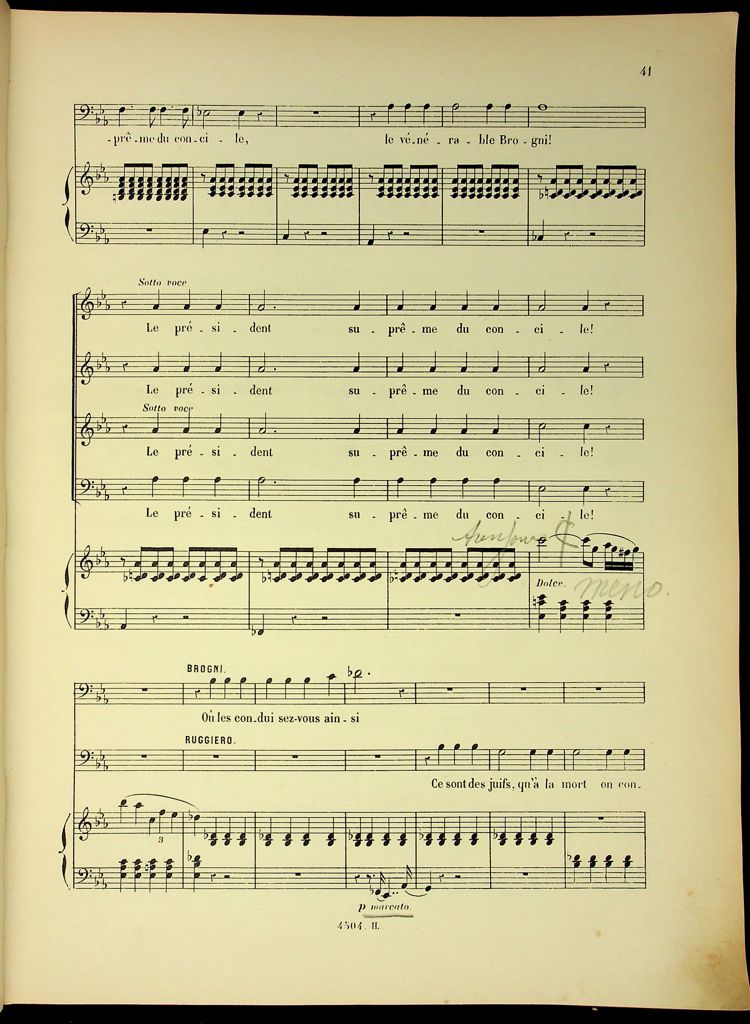 41
-prê-me du con-ci-le, le vé-né-ra-ble Bro-gni!
Sotto voce
Le pré-si-dent su-prê-me du con-ci-le!
Le pré-si-dent su-prê-me du con-ci-le!
Sotto voce
Le pré-si-dent su-prê-me du con-ci-le!
Le pré-si-dent su-prê-me du con-ci-le!
Dolce. meno.
BROGNI.
Où les con-dui sez-vous ain-si
RUGGIERO.
Ce sont des juifs, qu'à la mort on con-
3
p marcato.
4504. H.